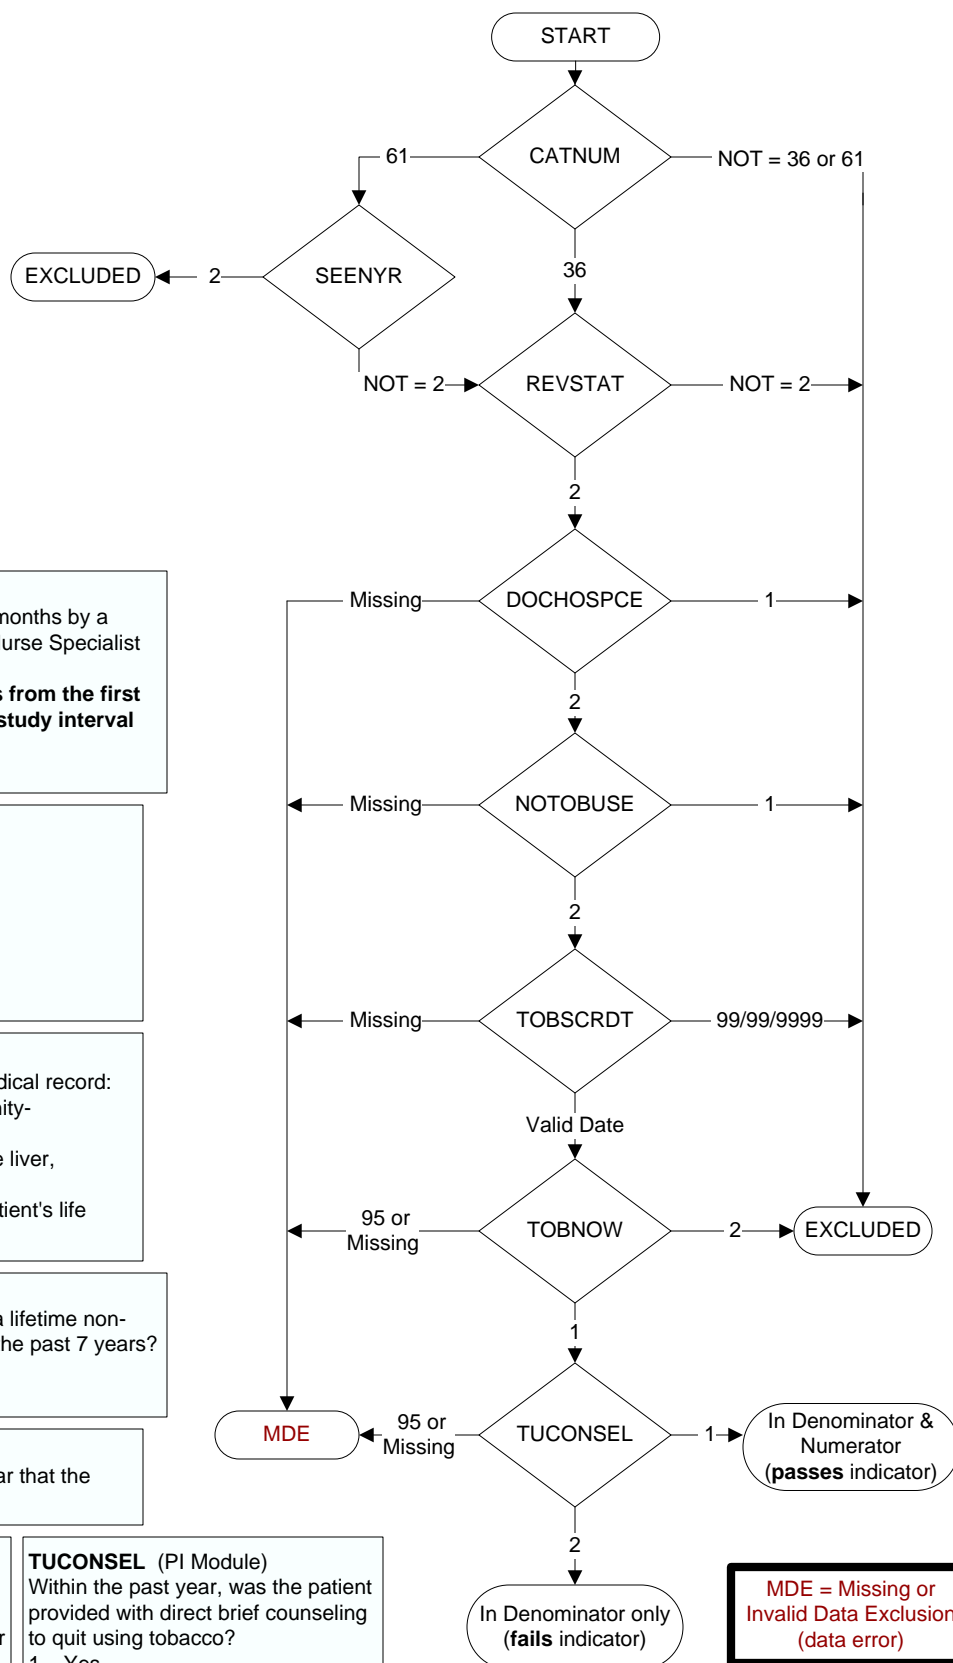 START
CATNUM
61
NOT = 36 or 61
36
EXCLUDED
2
SEENYR
NOT = 2
REVSTAT
NOT = 2
2
Missing
DOCHOSPCE
1
2
Missing
NOTOBUSE
1
2
Missing
TOBSCRDT
99/99/9999
Valid Date
95 or
Missing
TOBNOW
2
EXCLUDED
1
MDE
95 or
Missing
TUCONSEL
1
In Denominator &
Numerator
(passes indicator)
2
In Denominator only
(fails indicator)
MDE = Missing or
Invalid Data Exclusion
(data error)
months by a
Nurse Specialist
s from the first
study interval
dical record:
nity-
e liver,
tient's life
a lifetime non-
the past 7 years?
ar that the
r
TUCONSEL (PI Module)
Within the past year, was the patient
provided with direct brief counseling
to quit using tobacco?
1 Yes